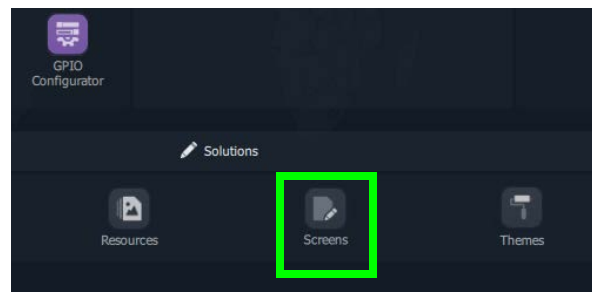 GPIO
Configurator
Solutions
Resources
Screens
Themes